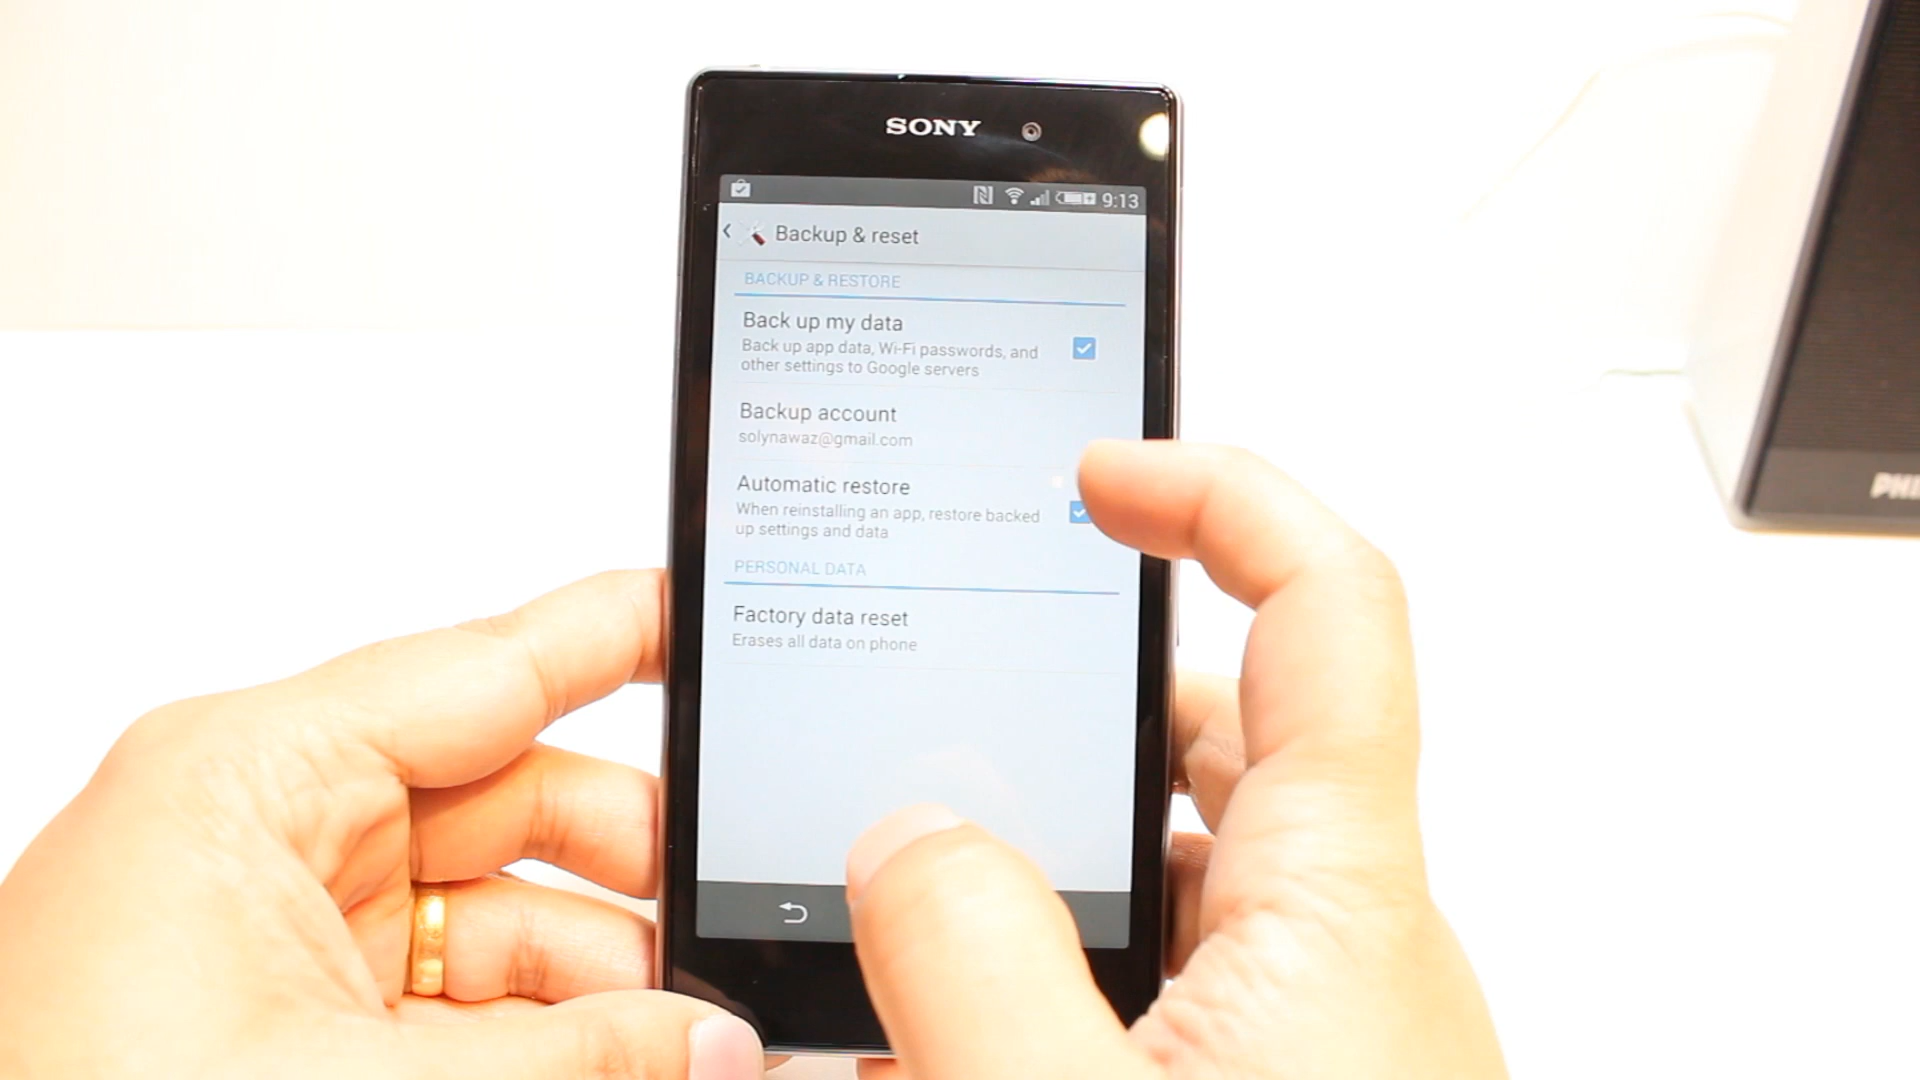 SONY
9:13
Backup & reset
BACKUP & RESTORE
Back up my data
Back up app data, Wi-Fi passwords, and
other settings to Google servers
Backup account
solynawaz@gmail.com
Automatic restore
When reinstalling an app, restore backed
up settings and data
PERSONAL DATA
Factory data reset
Erases all data on phone